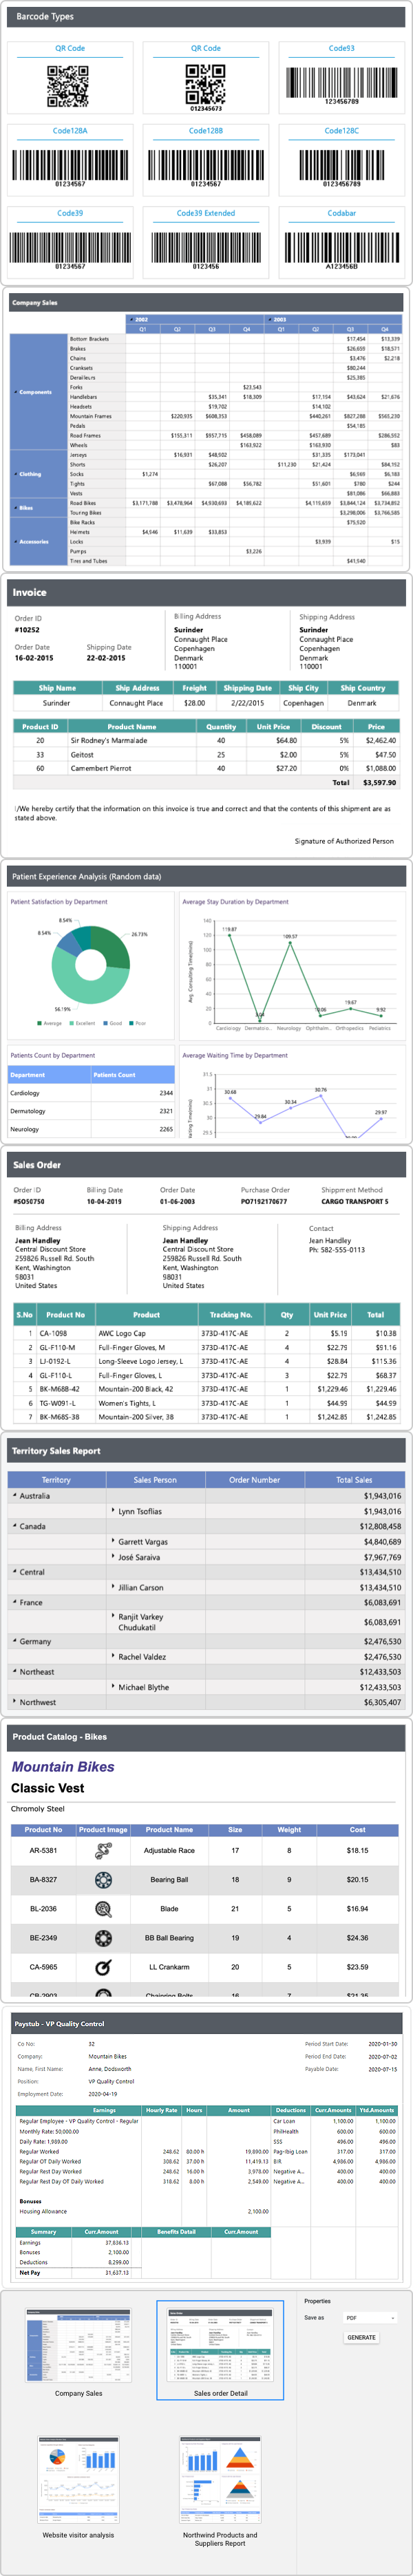 Barcode Types
QR Code QR Code Code93
01234567З 123456789
Code128A Code128B Code128C
01234567 01234567 0123456789
Code39 Code39 Extended Codabar
01234567 0123456 A123456B
Company Sales
2002 2003
Q1 Q2 Q3 Q4 Q1 Q2 Q3 Q4
Components Bottom Brackets $17,454 $13,339
Brakes $26,659 $18,571
Chains $3,476 $2,218
Cranksets $80,244
Derailleurs $25,385
Forks $23,543
Handlebars $35,341 $18,309 $17,154 $43,624 $21,676
Headsets $19,702 $14,102
Mountain Frames $220,935 $608,353 $440,261 $827,288 $565,230
Pedals $54,185
Road Frames $155,311 $957,715 $458,089 $457,689 $286,552
Wheels $163,922 $163,930 $83
Clothing Jerseys $16,931 $48,502 $31,335 $173,041
Shorts $26,207 $11,230 $21,424 $84,152
Socks $1,274 $6,969 $6,183
Tights $67,088 $56,782 $51,601 $780 $244
Vests $81,086 $66,883
Bikes Road Bikes $3,171,788 $3,478,964 $4,930,693 $4,185,622 $4,115,659 $3,844,124 $3,734,852
Touring Bikes $3,298,006 $3,766,585
Accessories Bike Racks $75,920
Helmets $4,946 $11,639 $33,853
Locks $3,939 $15
Pumps $3,226
Tires and Tubes $41,940
Invoice
Order ID Billing Address Shipping Address
#10252 Surinder Surinder
Connaught Place Connaught Place
Order Date Shipping Date Copenhagen Copenhagen
16-02-2015 22-02-2015 Denmark Denmark
110001 110001
Ship Name Ship Address Freight Shipping Date Ship City Ship Country
Surinder Connaught Place $28.00 2/22/2015 Copenhagen Denmark
Product ID Product Name Quantity Unit Price Discount Price
20 Sir Rodney's Marmalade 40 $64.80 5% $2,462.40
33 Geitost 25 $2.00 5% $47.50
60 Camembert Pierrot 40 $27.20 0% $1,088.00
Total $3,597.90
I/We hereby certify that the information on this invoice is true and correct and that the contents of this shipment are as
stated above.
Signature of Authorized Person
Patient Experience Analysis (Random data)
Patient Satisfaction by Department Average Stay Duration by Department
8.54% 8.54% 26.73% 56.19%
Average Excellent Good Poor
Avg. Consulting Time(mins)
140 120 100 80 60 40 20 0
119.87 109.57 19.67 9.92
Cardiology Dermatolo... Neurology Ophthalm... Orthopedics Pediatrics
Patients Count by Department Average Waiting Time by Department
Department Patients Count
Cardiology 2344
Dermatology 2321
Neurology 2265
31.5 31 30.5 30 29.5
30.68 29.84 30.34 30.76 29.97
Sales Order
Order ID Billing Date Order Date Purchase Order Shippment Method
#SO50750 10-04-2019 01-06-2003 PO7192170677 CARGO TRANSPORT 5
Billing Address Shipping Address Contact
Jean Handley Jean Handley Jean Handley
Central Discount Store Central Discount Store Ph: 582-555-0113
259826 Russell Rd. South 259826 Russell Rd. South
Kent, Washington Kent, Washington
98031 98031
United States United States
S.No Product No Product Tracking No. Qty Unit Price Total
1 CA-1098 AWC Logo Cap 373D-417C-AE 2 $5.19 $10.38
2 GL-F110-M Full-Finger Gloves, M 373D-417C-AE 4 $22.79 $91.16
3 LJ-0192-L Long-Sleeve Logo Jersey, L 373D-417C-AE 4 $28.84 $115.36
4 GL-F110-L Full-Finger Gloves, L 373D-417C-AE 3 $22.79 $68.37
5 BK-M68B-42 Mountain-200 Black, 42 373D-417C-AE 1 $1,229.46 $1,229.46
6 TG-W091-L Women's Tights, L 373D-417C-AE 1 $44.99 $44.99
7 BK-M68S-38 Mountain-200 Silver, 38 373D-417C-AE 1 $1,242.85 $1,242.85
Territory Sales Report
Territory Sales Person Order Number Total Sales
Australia $1,943,016
Lynn Tsoflias $1,943,016
Canada $12,808,458
Garrett Vargas $4,840,689
José Saraiva $7,967,769
Central $13,434,510
Jillian Carson $13,434,510
France $6,083,691
Ranjit Varkey
Chudukatil $6,083,691
Germany $2,476,530
Rachel Valdez $2,476,530
Northeast $12,433,503
Michael Blythe $12,433,503
Northwest $6,305,407
Product Catalog - Bikes
Mountain Bikes
Classic Vest
Chromoly Steel
Product No Product Image Product Name Size Weight Cost
AR-5381 Adjustable Race 17 8 $18.15
BA-8327 Bearing Ball 18 9 $20.15
BL-2036 Blade 21 5 $16.94
BE-2349 BB Ball Bearing 19 4 $24.36
CA-5965 LL Crankarm 20 5 $23.59
CB-2903 Chainring Bolts 16 7 $21.35
Paystub - VP Quality Control
Co No: 32 Period Start Date: 2020-01-30
Company: Mountain Bikes Period End Date: 2020-07-02
Name, First Name: Anne, Dodsworth Payable Date: 2020-07-15
Position: VP Quality Control
Employment Date: 2020-04-19
Earnings Hourly Rate Hours Amount Deductions Curr.Amounts Ytd.Amounts
Regular Employee - VP Quality Control - Regular Car Loan 1,100.00 1,100.00
Monthly Rate: 50,000.00 PhilHealth 600.00 600.00
Daily Rate: 1,989.00 SSS 496.00 496.00
Regular Worked 248.62 80.00 h 19,890.00 Pag-Ibig Loan 317.00 317.00
Regular OT Daily Worked 308.62 37.00 h 11,419.13 BIR 4,986.00 4,986.00
Regular Rest Day Worked 248.62 16.00 h 3,978.00 Negative A... 400.00 400.00
Regular Rest Day OT Daily Worked 318.62 8.00 h 2,549.00 Negative A... 400.00 400.00
Bonuses
Housing Allowance 2,100.00
Summary Curr.Amount Benefits Detail Curr.Amount
Earnings 37,836.13
Bonuses 2,100.00
Deductions 8,299.00
Net Pay 31,637.13
Properties
Save as PDF
GENERATE
Company Sales Sales order Detail
Website visitor analysis Northwind Products and
Suppliers Report